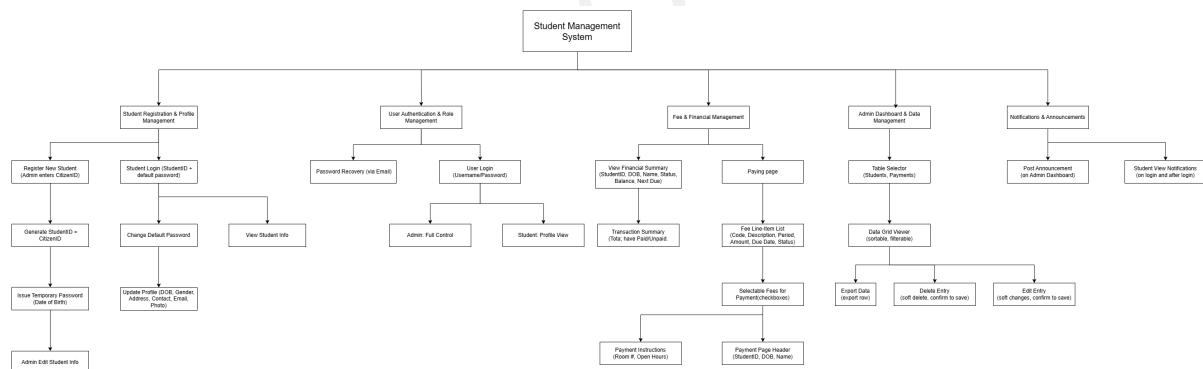 Student Management
System
Student Registration & Profile
Management
User Authentication & Role
Management
Fee & Financial Management
Admin Dashboard & Data
Management
Notifications & Announcements
Register New Student
(Admin enters CitizenID)
Student Login (StudentID +
default password)
Password Recovery (via Email)
User Login
(Username/Password)
View Financial Summary
(StudentID, DOB, Name, Status,
Balance, Next Due)
Paying page
Table Selector
(Students, Payments)
Post Announcement
(on Admin Dashboard)
Student View Notifications
(on login and after login)
Generate StudentID =
CitizenID
Change Default Password
View Student Info
Admin: Full Control
Student: Profile View
Transaction Summary
(Tota; have Paid/Unpaid.
Fee Line-Item List
(Code, Description, Period,
Amount, Due Date, Status)
Data Grid Viewer
(sortable, filterable)
Issue Temporary Password
(Date of Birth)
Update Profile (DOB, Gender,
Address, Contact, Email,
Photo)
Selectable Fees for
Payment(checkboxes)
Export Data
(export row)
Delete Entry
(soft delete, confirm to save)
Edit Entry
(soft changes, confirm to save)
Admin Edit Student Info
Payment Instructions
(Room #, Open Hours)
Payment Page Header
(StudentID, DOB, Name)